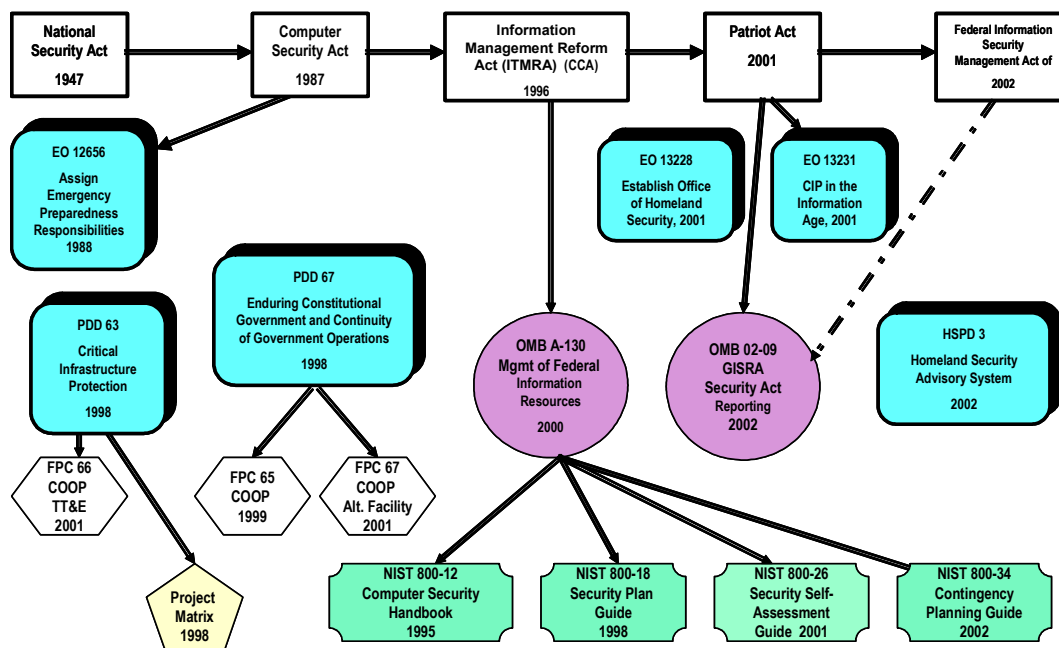 National
Security Act
1947
Computer
Security Act
1987
Information
Management Reform
Act (ITMRA) (CCA)
1996
Patriot Act
2001
Federal Information
Security
Management Act of
2002
EO 12656
Assign
Emergency
Preparedness
Responsibilities
1988
EO 13228
Establish Office
of Homeland
Security, 2001
EO 13231
CIP in the
Information
Age, 2001
PDD 63
Critical
Infrastructure
Protection
1998
PDD 67
Enduring Constitutional
Government and Continuity
of Government Operations
1998
OMB A-130
Mgmt of Federal
Information
Resources
2000
OMB 02-09
GISRA
Security Act
Reporting
2002
HSPD 3
Homeland Security
Advisory System
2002
FPC 66
COOP
TT&E
2001
FPC 65
COOP
1999
FPC 67
COOP
Alt. Facility
2001
Project
Matrix
1998
NIST 800-12
Computer Security
Handbook
1995
NIST 800-18
Security Plan
Guide
1998
NIST 800-26
Security Self-
Assessment
Guide 2001
NIST 800-34
Contingency
Planning Guide
2002